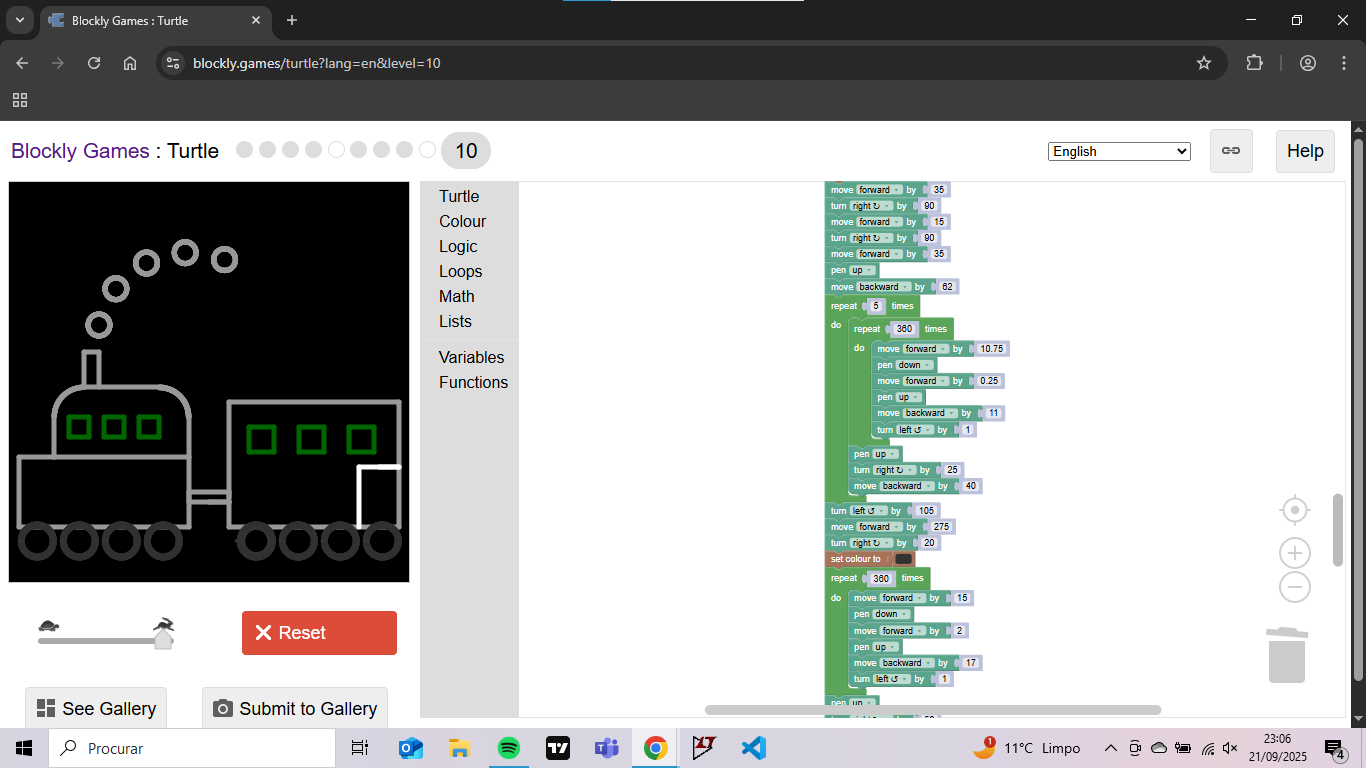 Blockly Games : Turtle
blockly.games/turtle?lang=en&level=10
Blockly Games : Turtle 10
English
Help
Turtle
Colour
Logic
Loops
Math
Lists
Variables
Functions
move forward by 35
turn right ↻ by 90
move forward by 15
turn right ↻ by 90
move forward by 35
pen up
move backward by 62
repeat 5 times
do repeat 360 times
do move forward by 10.75
pen down
move forward by 0.25
pen up
move backward by 11
turn left ↺ by 1
pen up
turn right ↻ by 25
move backward by 40
turn left ↺ by 105
move forward by 275
turn right ↻ by 20
set colour to
repeat 360 times
do move forward by 15
pen down
move forward by 2
pen up
move backward by 17
turn left ↺ by 1
pen up
Reset
See Gallery
Submit to Gallery
Procurar
1
11°C Limpo
23:06
21/09/2025
4